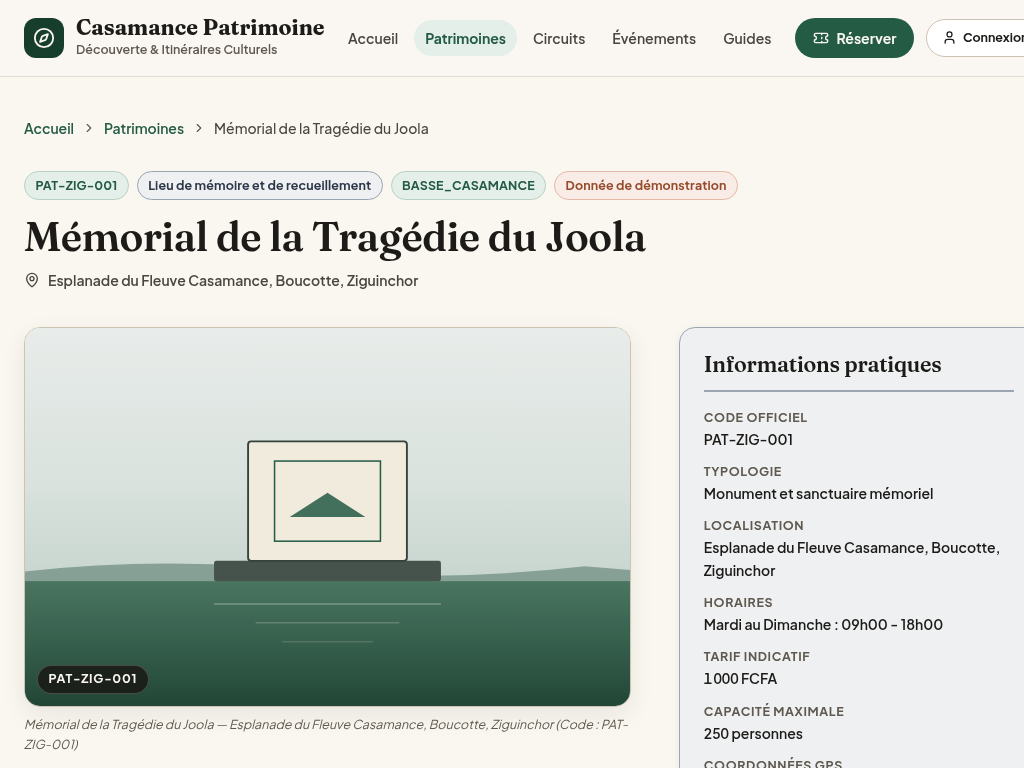 Casamance Patrimoine
Découverte & Itinéraires Culturels
Accueil
Patrimoines
Circuits
Événements
Guides
Réserver
Accueil > Patrimoines > Mémorial de la Tragédie du Joola
PAT-ZIG-001
Lieu de mémoire et de recueillement
BASSE_CASAMANCE
Donnée de démonstration
Mémorial de la Tragédie du Joola
Esplanade du Fleuve Casamance, Boucotte, Ziguinchor
PAT-ZIG-001
Mémorial de la Tragédie du Joola — Esplanade du Fleuve Casamance, Boucotte, Ziguinchor (Code : PAT-
ZIG-001)
Informations pratiques
CODE OFFICIEL
PAT-ZIG-001
TYPOLOGIE
Monument et sanctuaire mémoriel
LOCALISATION
Esplanade du Fleuve Casamance, Boucotte,
Ziguinchor
HORAIRES
Mardi au Dimanche : 09h00 - 18h00
TARIF INDICATIF
1 000 FCFA
CAPACITÉ MAXIMALE
250 personnes
COORDONNÉES GPS